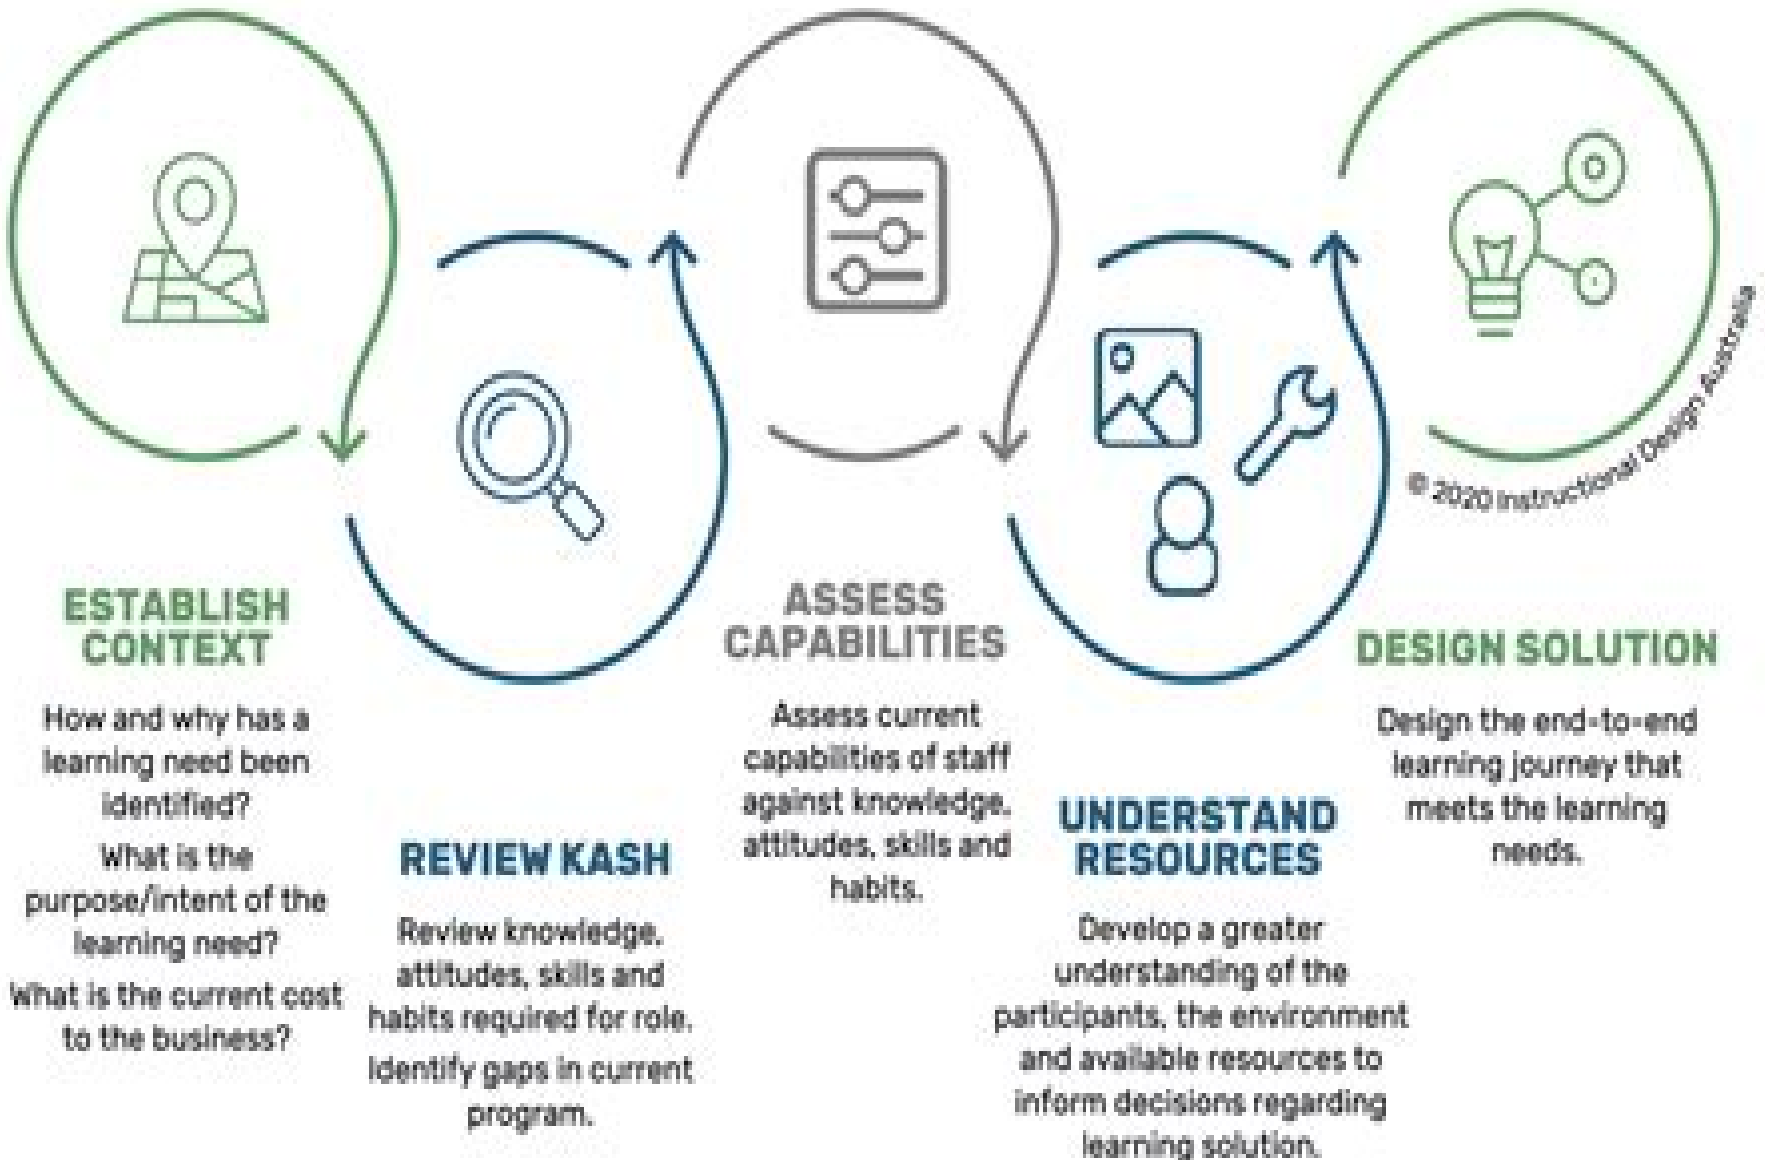 ESTABLISH
CONTEXT
How and why has a
learning need been
identified?
What is the
purpose/intent of the
learning need?
What is the current cost
to the business?
REVIEW KASH
Review knowledge,
attitudes, skills and
habits required for role.
Identify gaps in current
program.
ASSESS
CAPABILITIES
Assess current
capabilities of staff
against knowledge,
attitudes, skills and
habits.
UNDERSTAND
RESOURCES
Develop a greater
understanding of the
participants, the environment
and available resources to
inform decisions regarding
learning solution.
DESIGN SOLUTION
Design the end-to-end
learning journey that
meets the learning
needs.
© 2020 Instructional Design Australia